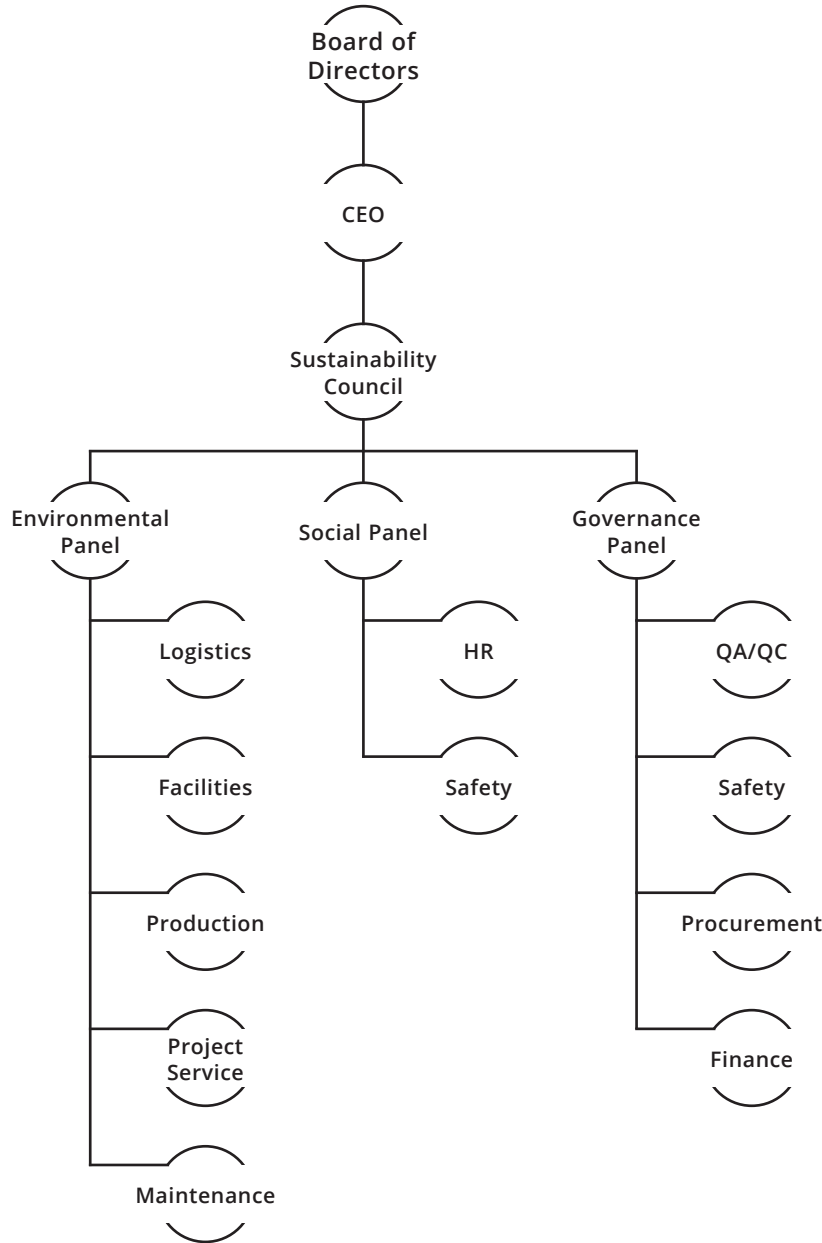 Board of
Directors
CEO
Sustainability
Council
Environmental
Panel
Social Panel
Governance
Panel
Logistics
HR
QA/QC
Facilities
Safety
Safety
Production
Procurement
Project
Service
Finance
Maintenance